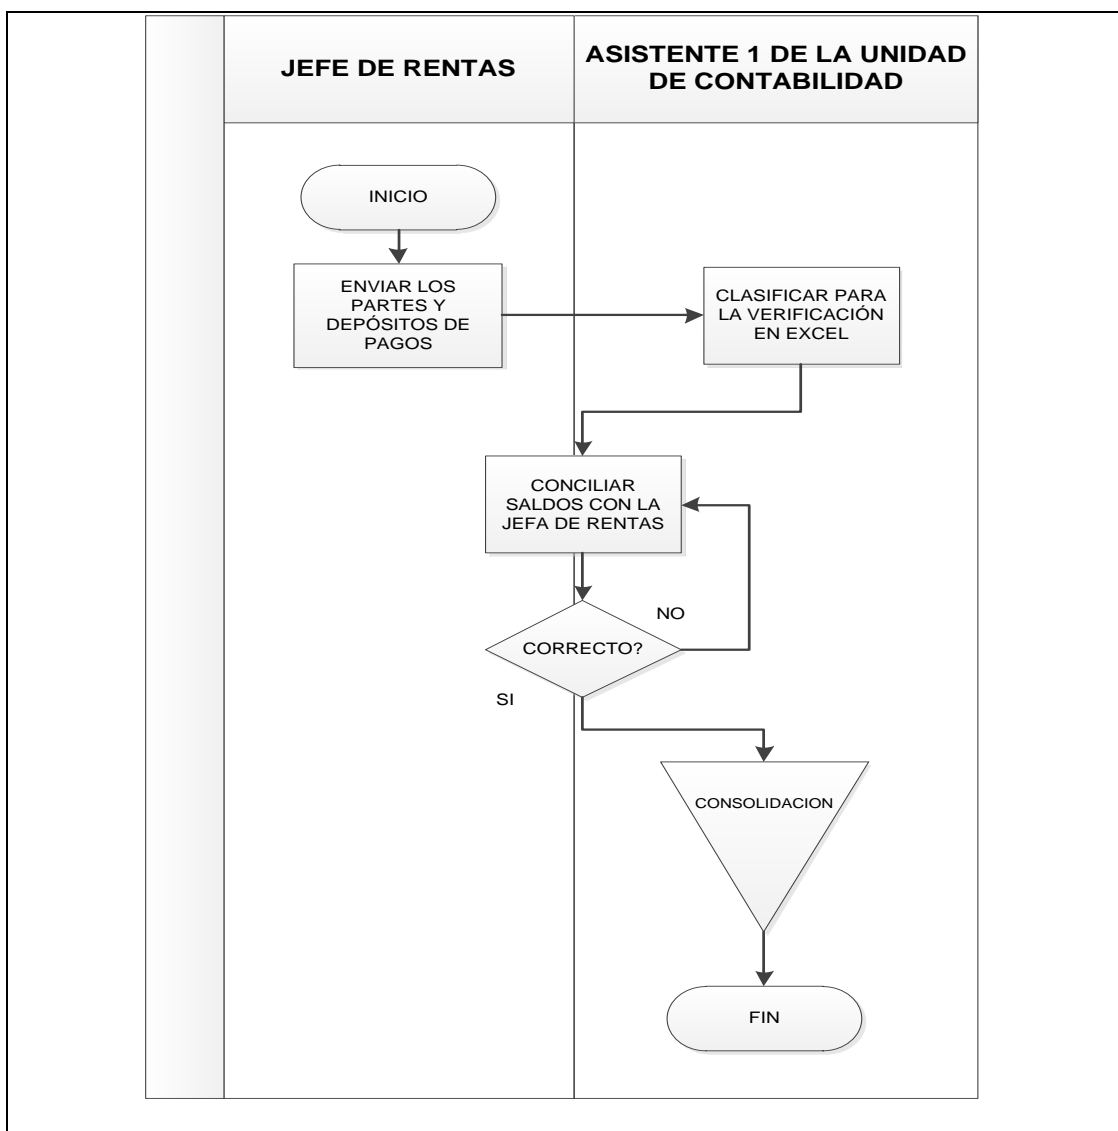 JEFE DE RENTAS
ASISTENTE 1 DE LA UNIDAD
DE CONTABILIDAD
INICIO
ENVIAR LOS
PARTES Y
DEPÓSITOS DE
PAGOS
CLASIFICAR PARA
LA VERIFICACIÓN
EN EXCEL
CONCILIAR
SALDOS CON LA
JEFA DE RENTAS
NO
CORRECTO?
SI
CONSOLIDACION
FIN